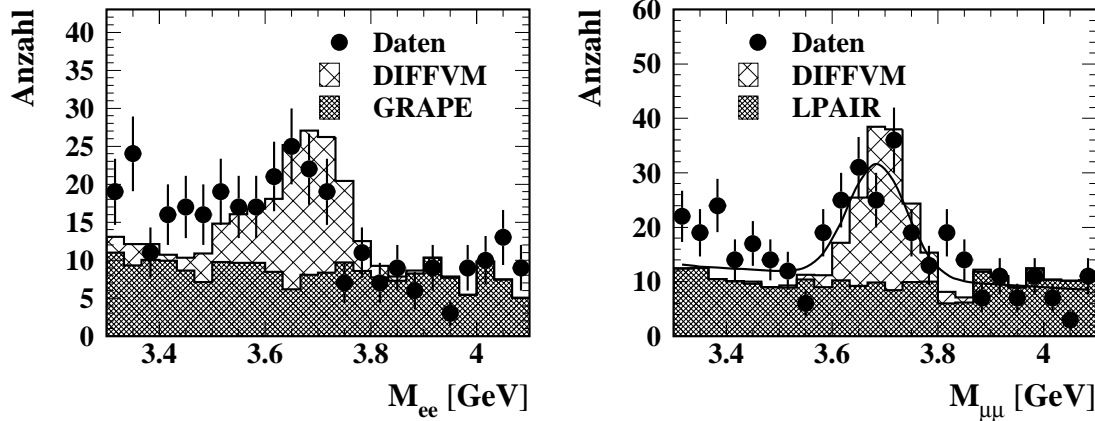 Anzahl
40
35
30
25
20
15
10
5
0
Daten
DIFFVM
GRAPE
3.4 3.6 3.8 4
M_ee [GeV]
Anzahl
60
50
40
30
20
10
0
Daten
DIFFVM
LPAIR
3.4 3.6 3.8 4
M_μμ [GeV]